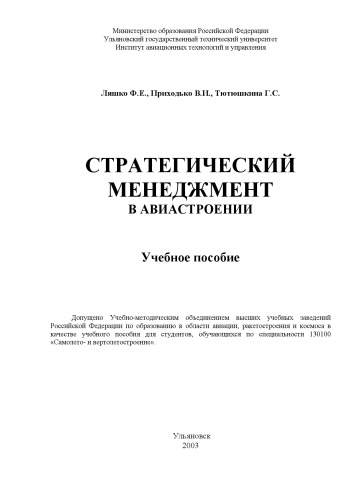 Министерство образования Российской Федерации
Ульяновский государственный технический университет
Институт авиационных технологий и управления
Ляшко Ф.Е., Приходько В.И., Тютюшкина Г.С.
СТРАТЕГИЧЕСКИЙ
МЕНЕДЖМЕНТ
В АВИАСТРОЕНИИ
Учебное пособие
Допущено Учебно-методическим объединением высших учебных заведений
Российской Федерации по образованию в области авиации, ракетостроения и космоса в
качестве учебного пособия для студентов, обучающихся по специальности 130100
«Самолето- и вертолетостроение».
Ульяновск
2003